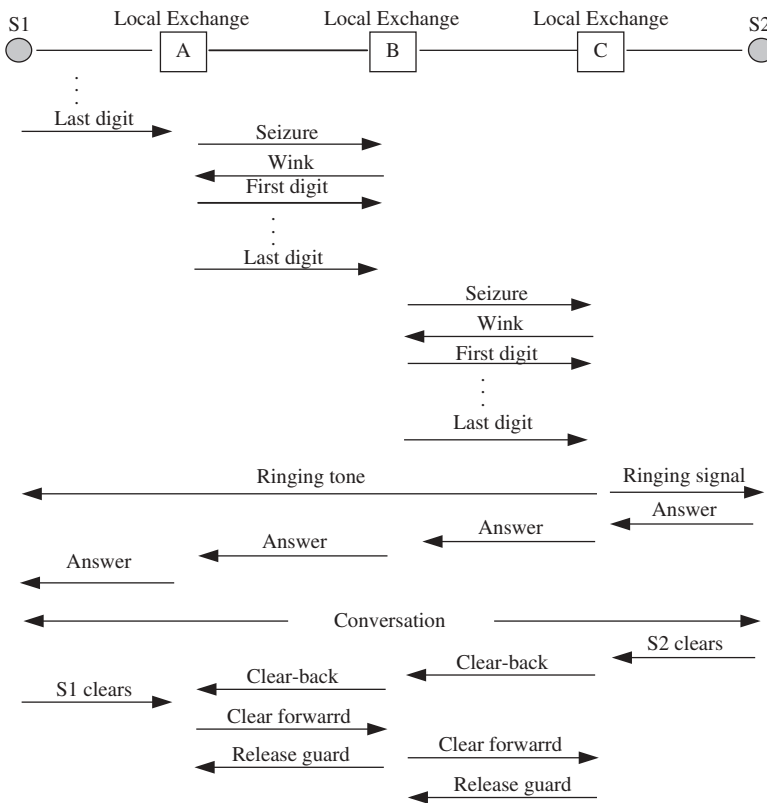 S1 Local Exchange Local Exchange Local Exchange S2
A B C
Last digit
Seizure
Wink
First digit
Last digit
Seizure
Wink
First digit
Last digit
Ringing tone Ringing signal
Answer
Answer
Answer
Answer
Conversation
S2 clears
Clear-back
Clear-back
S1 clears
Clear forwarrd
Clear forwarrd
Release guard
Release guard